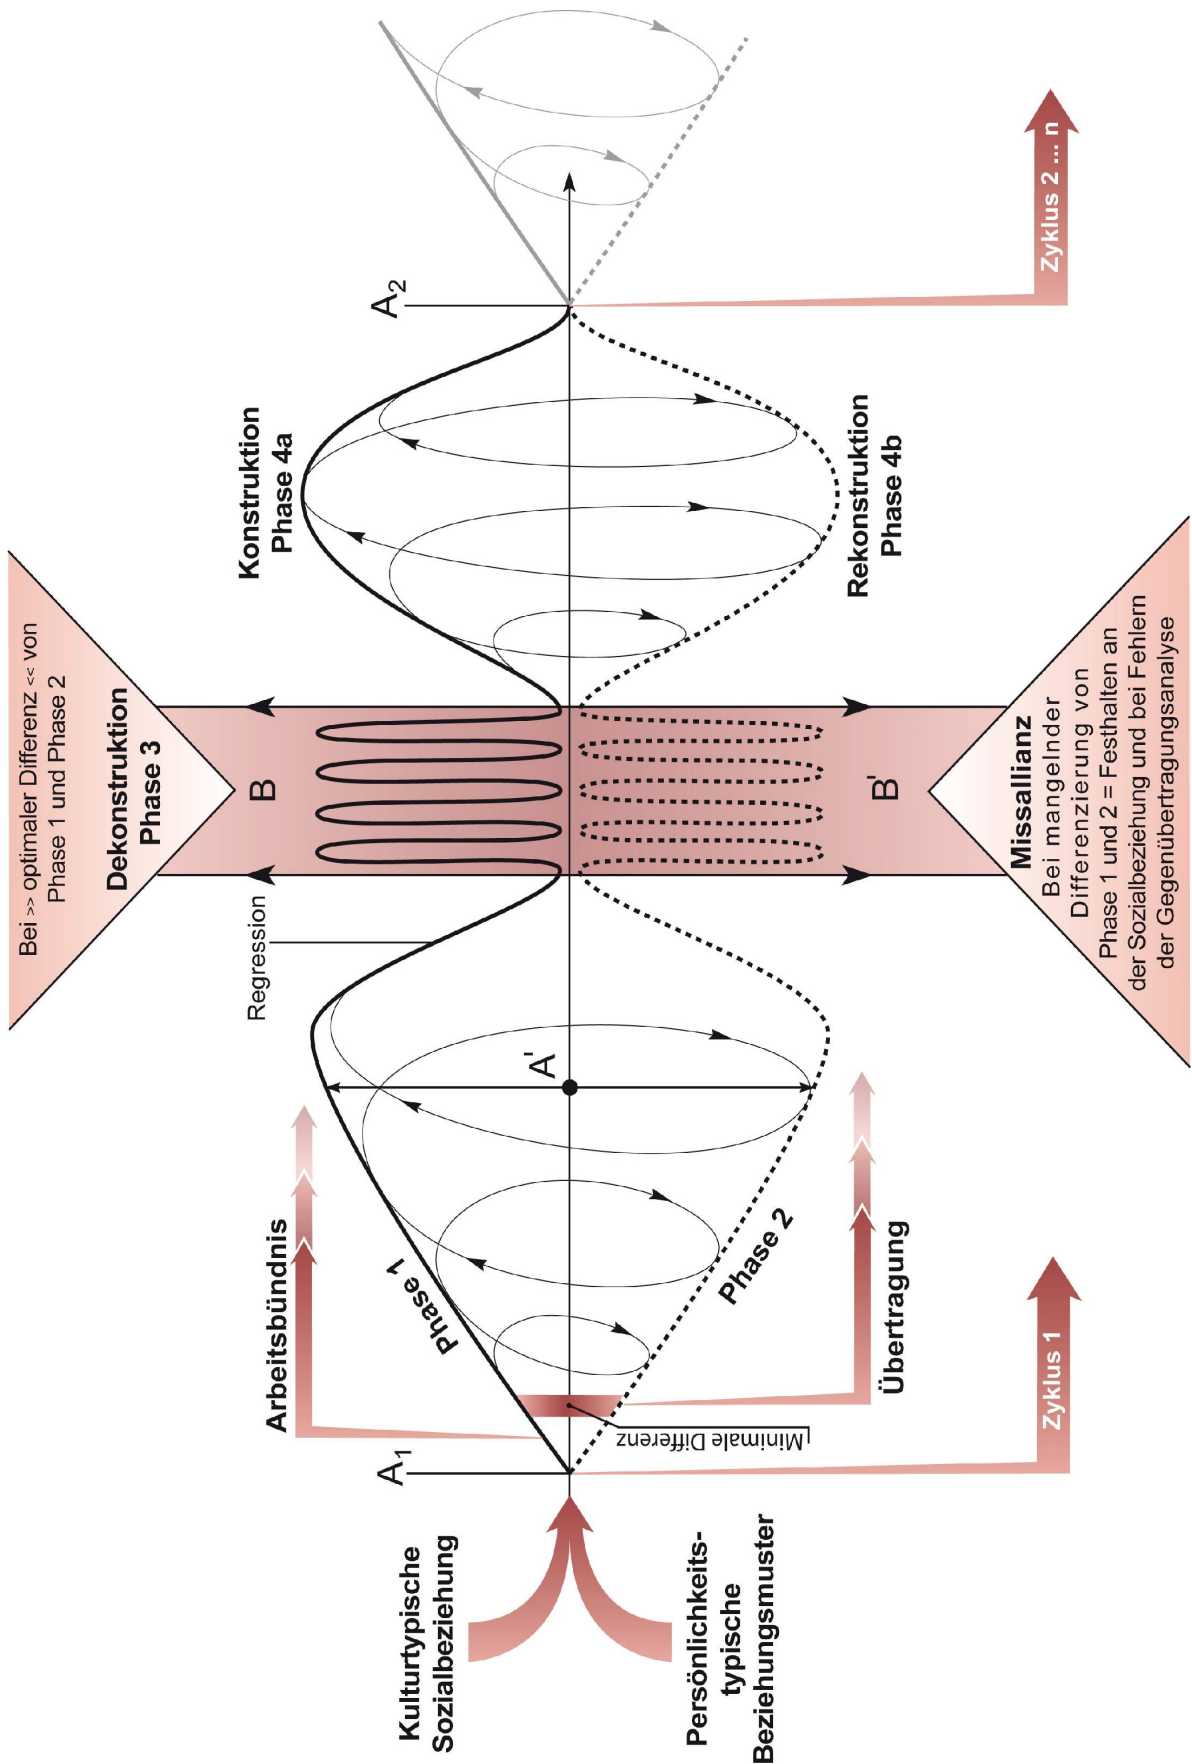 Bei >> optimaler Differenz << von
Phase 1 und Phase 2
Dekonstruktion
Phase 3
B
Regression
Konstruktion
Phase 4a
A2
Arbeitsbündnis
Phase 1
A1
A'
Kulturtypische
Sozialbeziehung
Persönlichkeits-
typische
Beziehungsmuster
Minimale Differenz
Phase 2
Übertragung
Zyklus 1
Rekonstruktion
Phase 4b
B'
Missallianz
Bei mangelnder
Differenzierung von
Phase 1 und 2 = Festhalten an
der Sozialbeziehung und bei Fehlern
der Gegenübertragungsanalyse
Zyklus 2 ... n